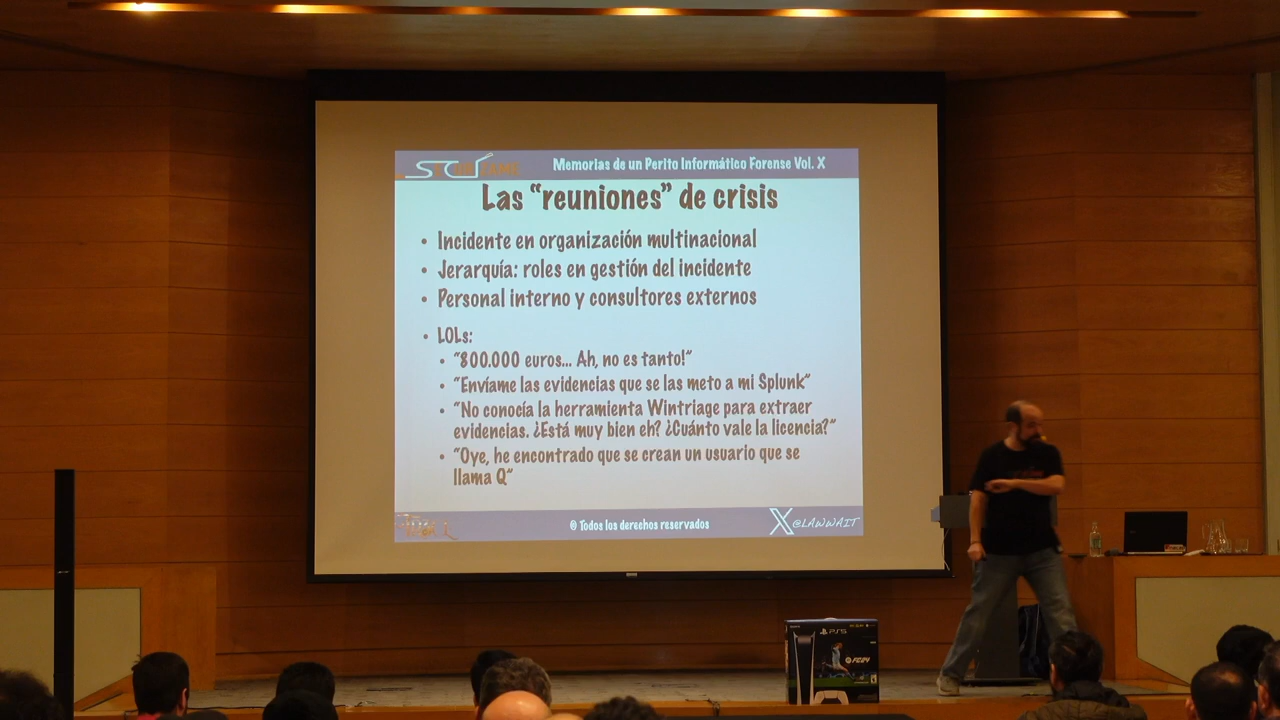 Memorias de un Perito Informático Forense Vol. X
Las “reuniones” de crisis
• Incidente en organización multinacional
• Jerarquía: roles en gestión del incidente
• Personal interno y consultores externos
• LOLs:
• “800.000 euros... Ah, no es tanto!”
• “Envíame las evidencias que se las meto a mi Splunk”
• “No conocía la herramienta Wintriage para extraer
evidencias. ¿Está muy bien eh? ¿Cuánto vale la licencia?”
• “Oye, he encontrado que se crean un usuario que se
llama Q”
© Todos los derechos reservados
X @LAWWAIT
PS5
FC24